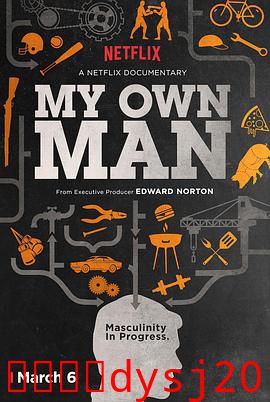 NETFLIX
A NETFLIX DOCUMENTARY
MY OWN
MAN
From Executive Producer EDWARD NORTON
Masculinity
In Progress.
March 6
dysj20